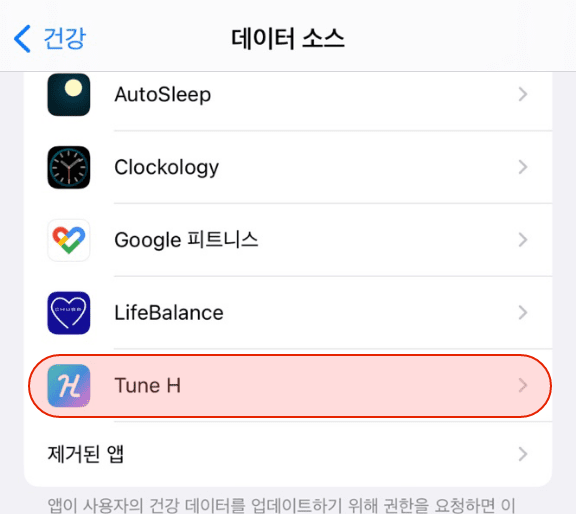 건강
데이터 소스
AutoSleep
Clockology
Google 피트니스
CHUBB
LifeBalance
H
Tune H
제거된 앱
앱이 사용자의 건강 데이터를 업데이트하기 위해 권한을 요청하면 이